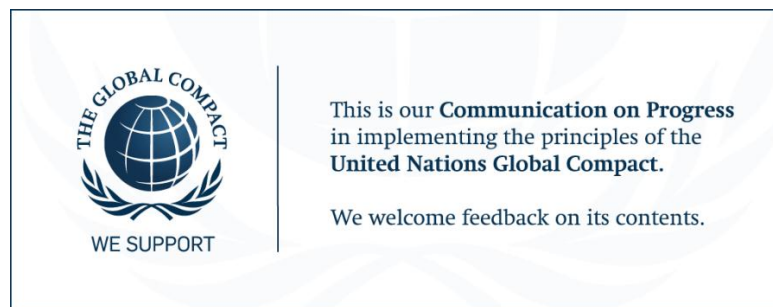 THE GLOBAL COMPACT
WE SUPPORT
This is our Communication on Progress
in implementing the principles of the
United Nations Global Compact.
We welcome feedback on its contents.